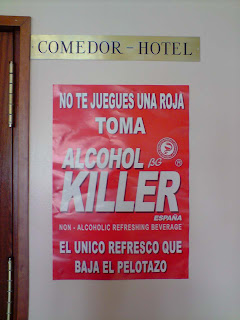 COMEDOR - HOTEL
NO TE JUEGUES UNA ROJA
TOMA
ALCOHOL βG ®
KILLER
ESPAÑA
NON - ALCOHOLIC REFRESHING BEVERAGE
EL UNICO REFRESCO QUE
BAJA EL PELOTAZO